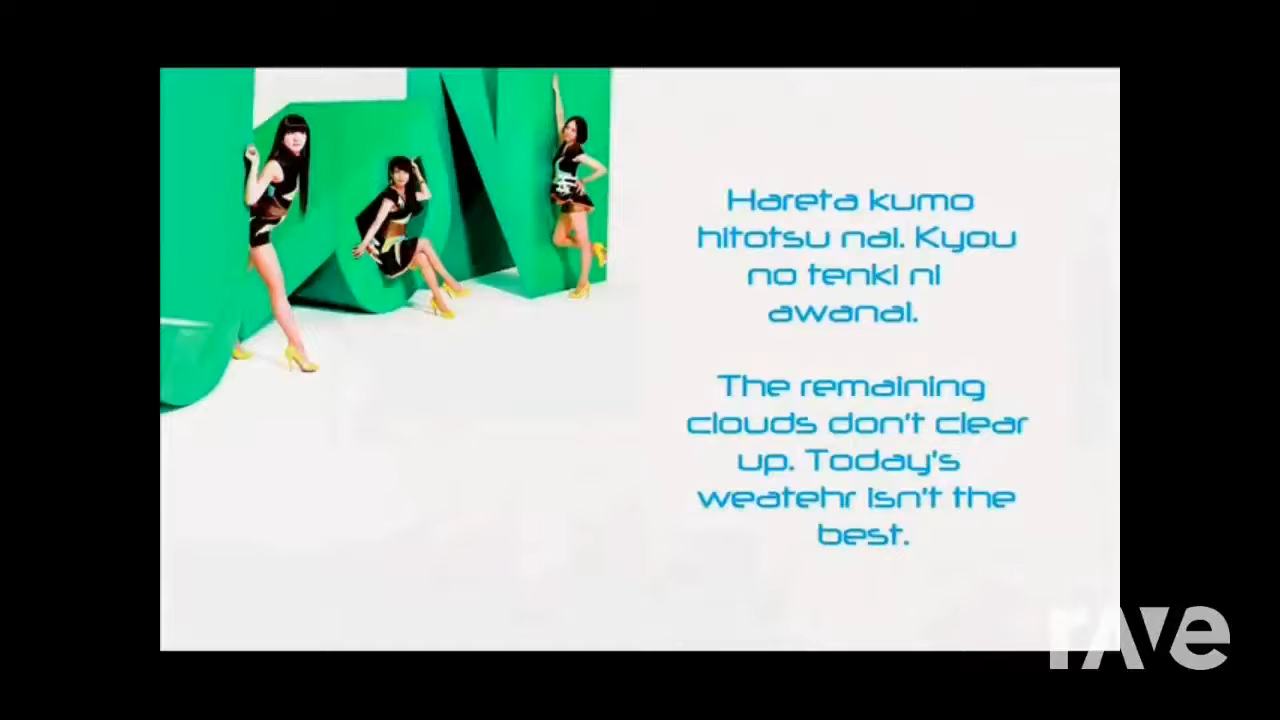 Hareta kumo
hitotsu nai. Kyou
no tenki ni
awanai.
The remaining
clouds don't clear
up. Today's
weatehr isn't the
best.
rAVe